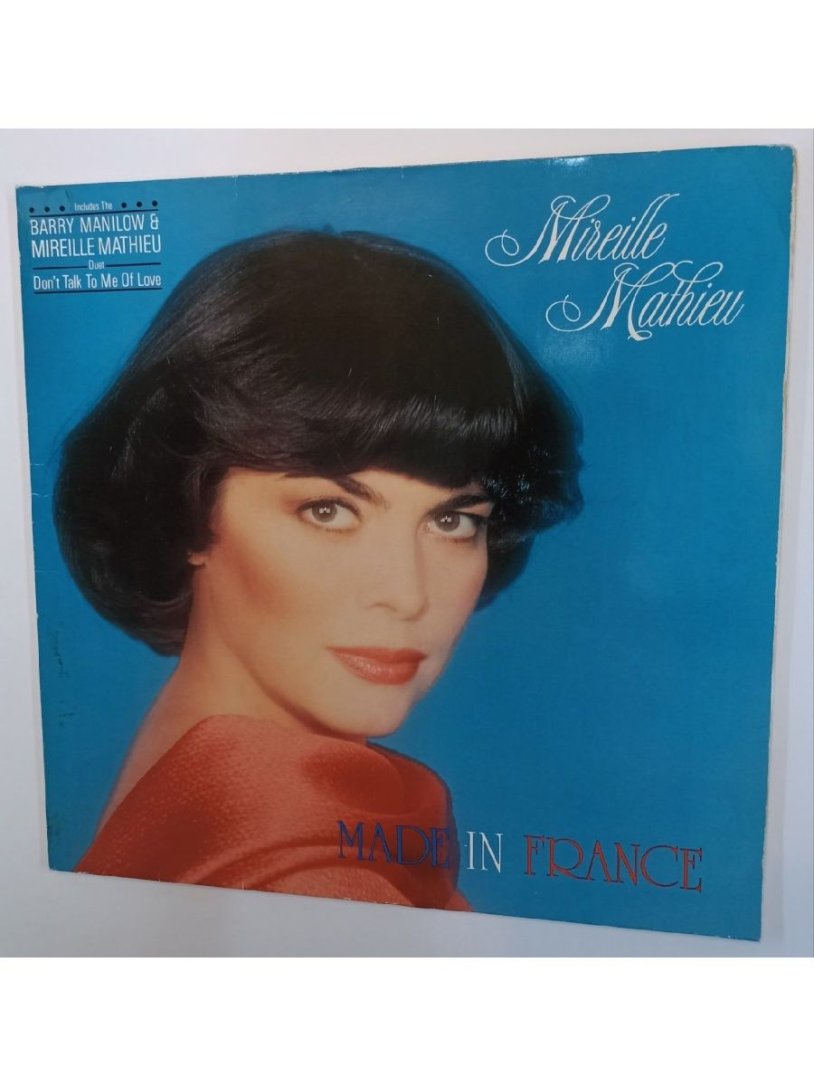 Includes The
BARRY MANILOW &
MIREILLE MATHIEU
Duet
Don't Talk To Me Of Love
Mireille
Mathieu
MADE IN FRANCE